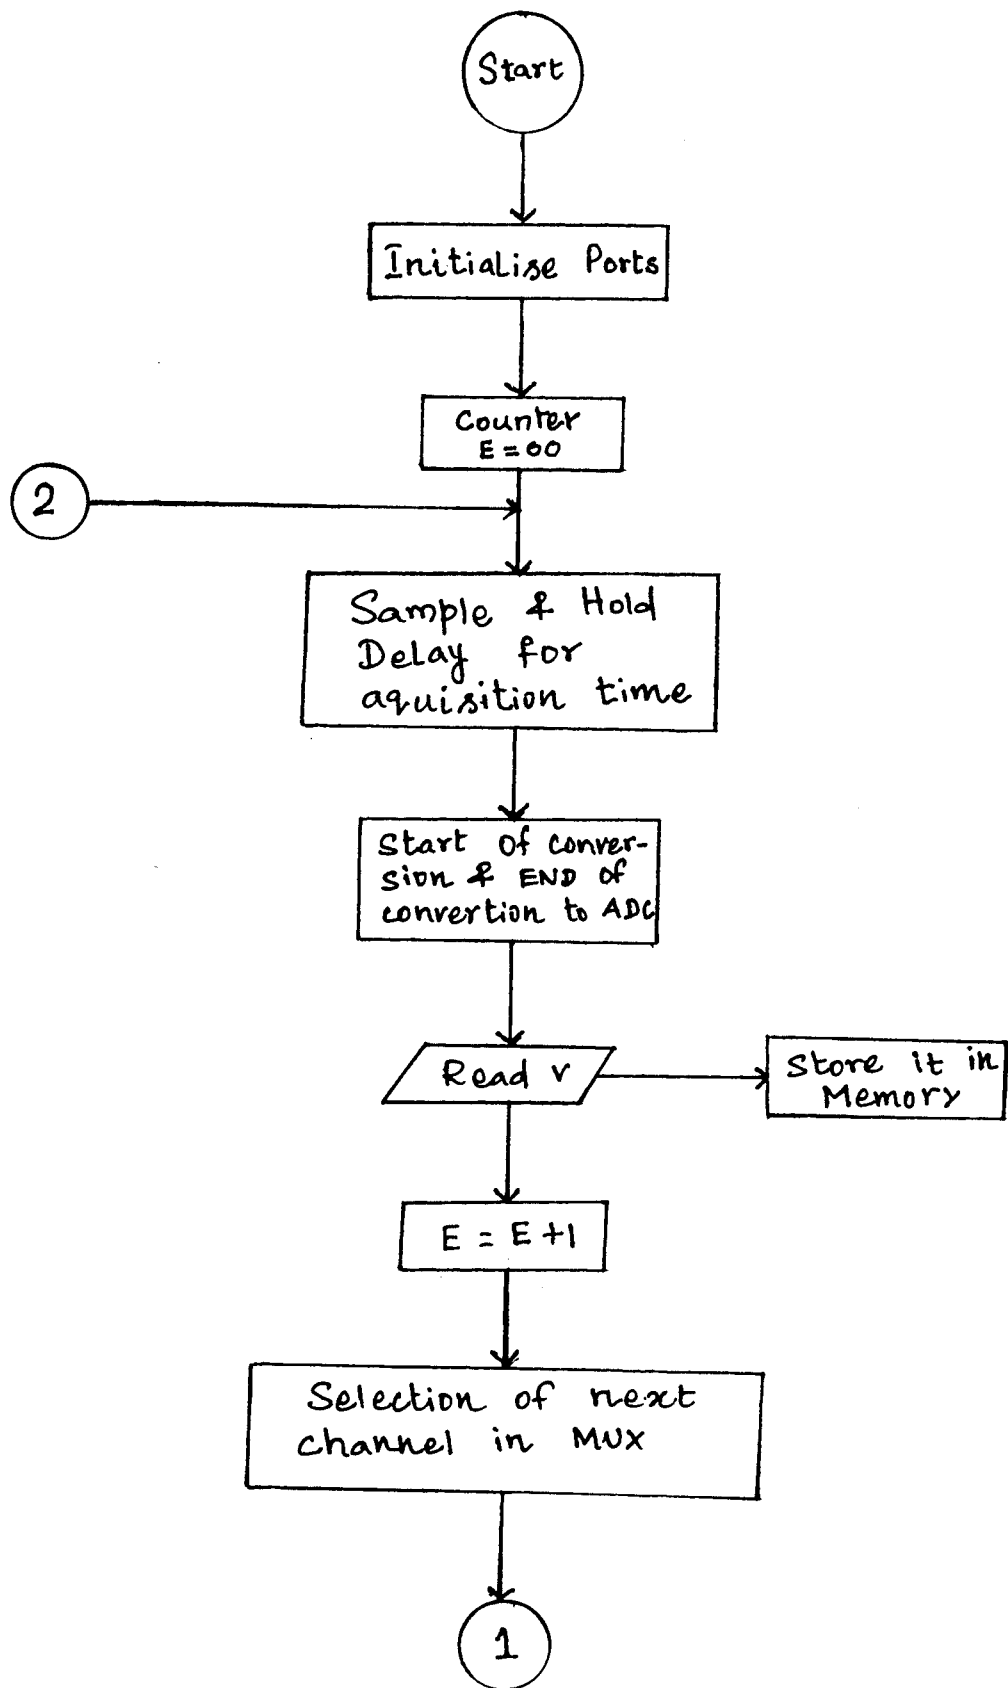 Start
Initialise Ports
Counter
E = 00
2
Sample & Hold
Delay for
aquisition time
Start of conver-
sion & END of
convertion to ADC
Read v
Store it in
Memory
E = E +1
Selection of next
channel in MUX
1